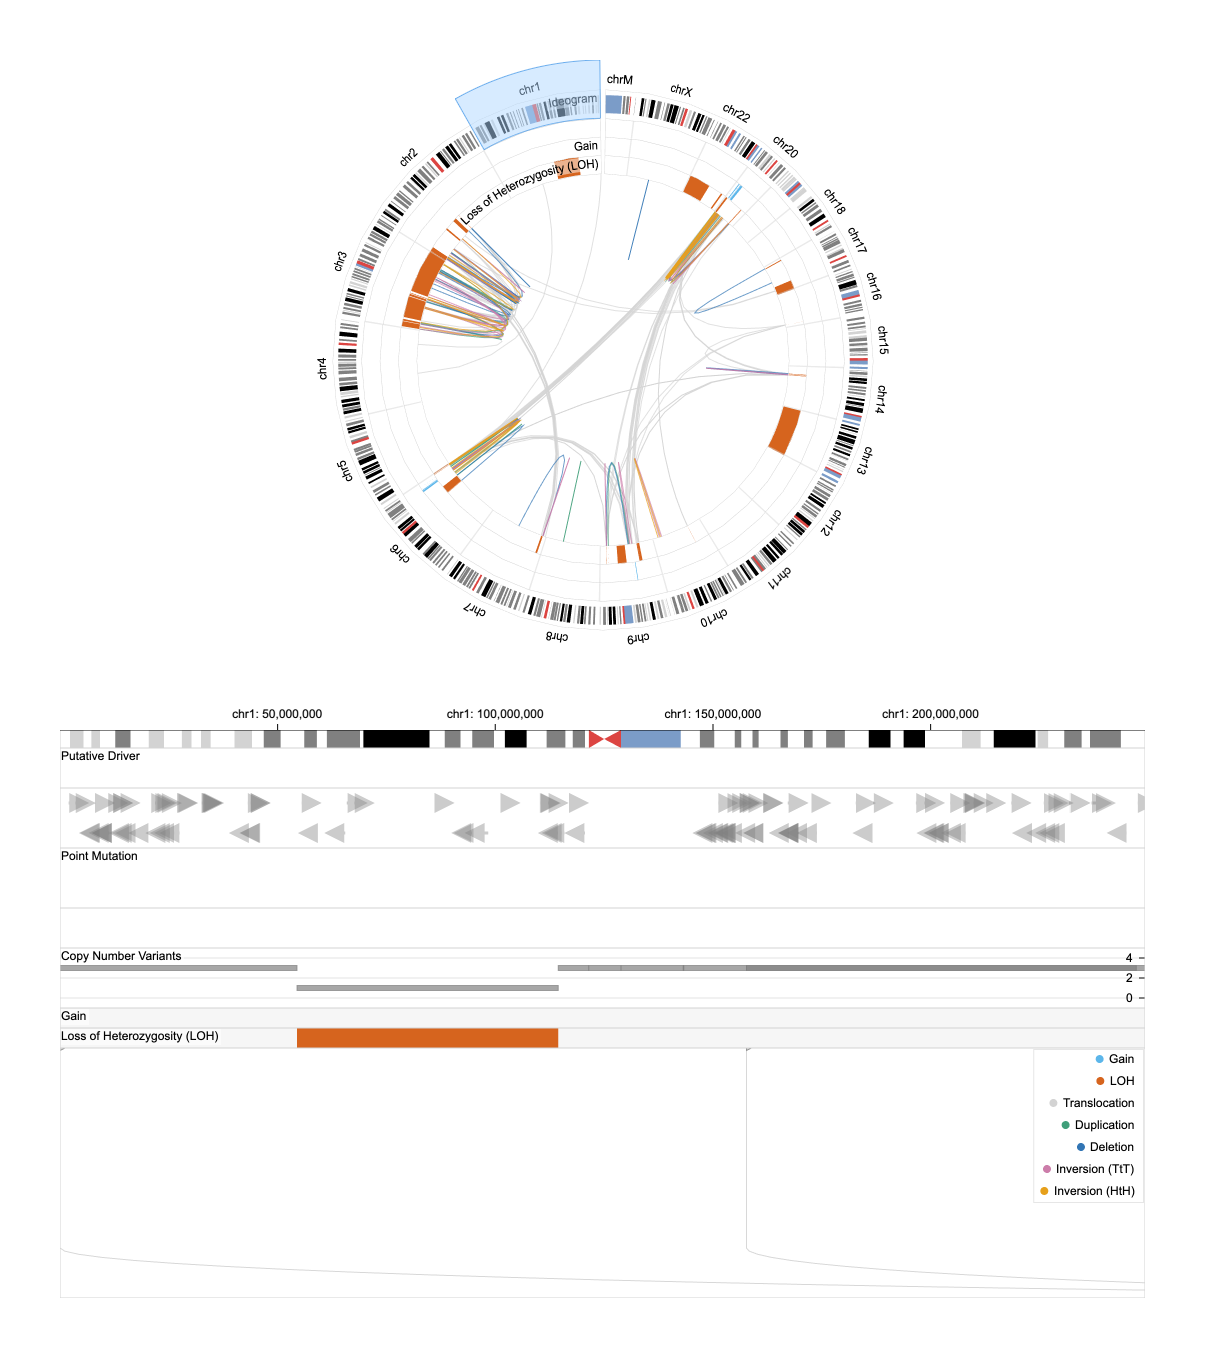 chrM
chrX
chr22
chr20
chr18
chr17
chr16
chr15
chr14
chr13
chr12
chr11
chr10
chr9
chr8
chr7
chr6
chr5
chr4
chr3
chr2
chr1
Ideogram
Gain
Loss of Heterozygosity (LOH)
chr1: 50,000,000
chr1: 100,000,000
chr1: 150,000,000
chr1: 200,000,000
Putative Driver
Point Mutation
Copy Number Variants
4
2
0
Gain
Loss of Heterozygosity (LOH)
Gain
LOH
Translocation
Duplication
Deletion
Inversion (TtT)
Inversion (HtH)